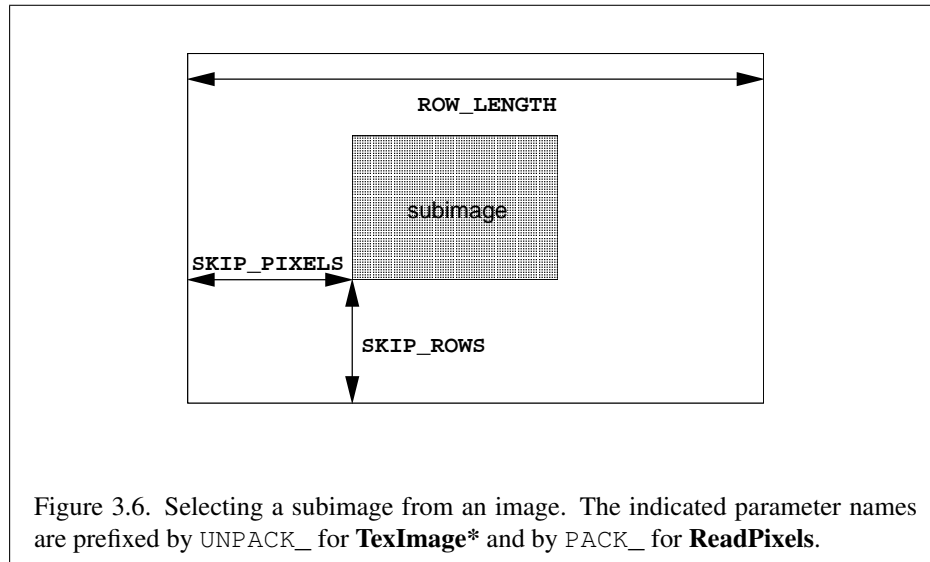 ROW_LENGTH
subimage
SKIP_PIXELS
SKIP_ROWS
Figure 3.6. Selecting a subimage from an image. The indicated parameter names
are prefixed by UNPACK_ for TexImage* and by PACK_ for ReadPixels.